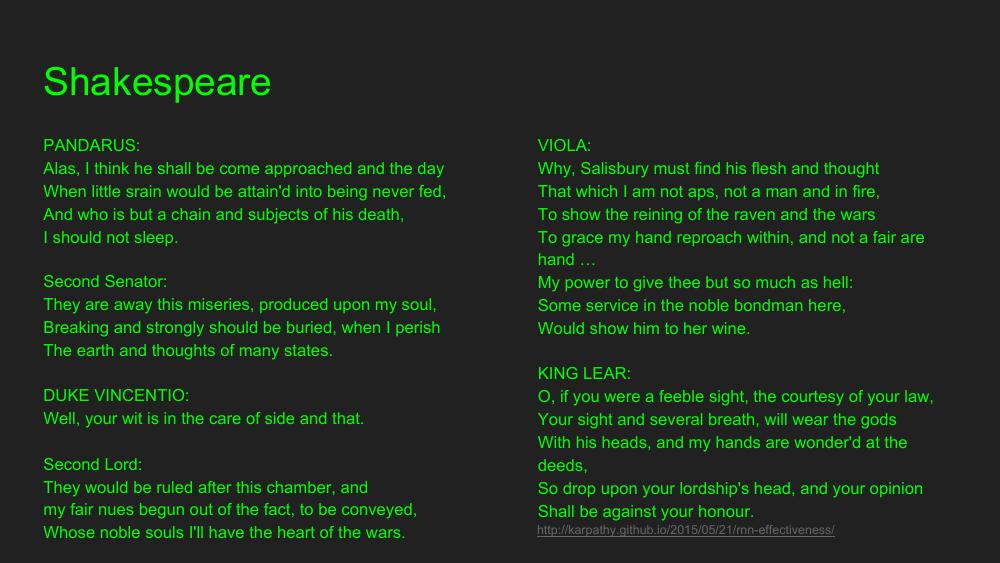 Shakespeare
PANDARUS:
Alas, I think he shall be come approached and the day
When little srain would be attain'd into being never fed,
And who is but a chain and subjects of his death,
I should not sleep.
Second Senator:
They are away this miseries, produced upon my soul,
Breaking and strongly should be buried, when I perish
The earth and thoughts of many states.
DUKE VINCENTIO:
Well, your wit is in the care of side and that.
Second Lord:
They would be ruled after this chamber, and
my fair nues begun out of the fact, to be conveyed,
Whose noble souls I'll have the heart of the wars.
VIOLA:
Why, Salisbury must find his flesh and thought
That which I am not aps, not a man and in fire,
To show the reining of the raven and the wars
To grace my hand reproach within, and not a fair are
hand …
My power to give thee but so much as hell:
Some service in the noble bondman here,
Would show him to her wine.
KING LEAR:
O, if you were a feeble sight, the courtesy of your law,
Your sight and several breath, will wear the gods
With his heads, and my hands are wonder'd at the
deeds,
So drop upon your lordship's head, and your opinion
Shall be against your honour.
http://karpathy.github.io/2015/05/21/rnn-effectiveness/